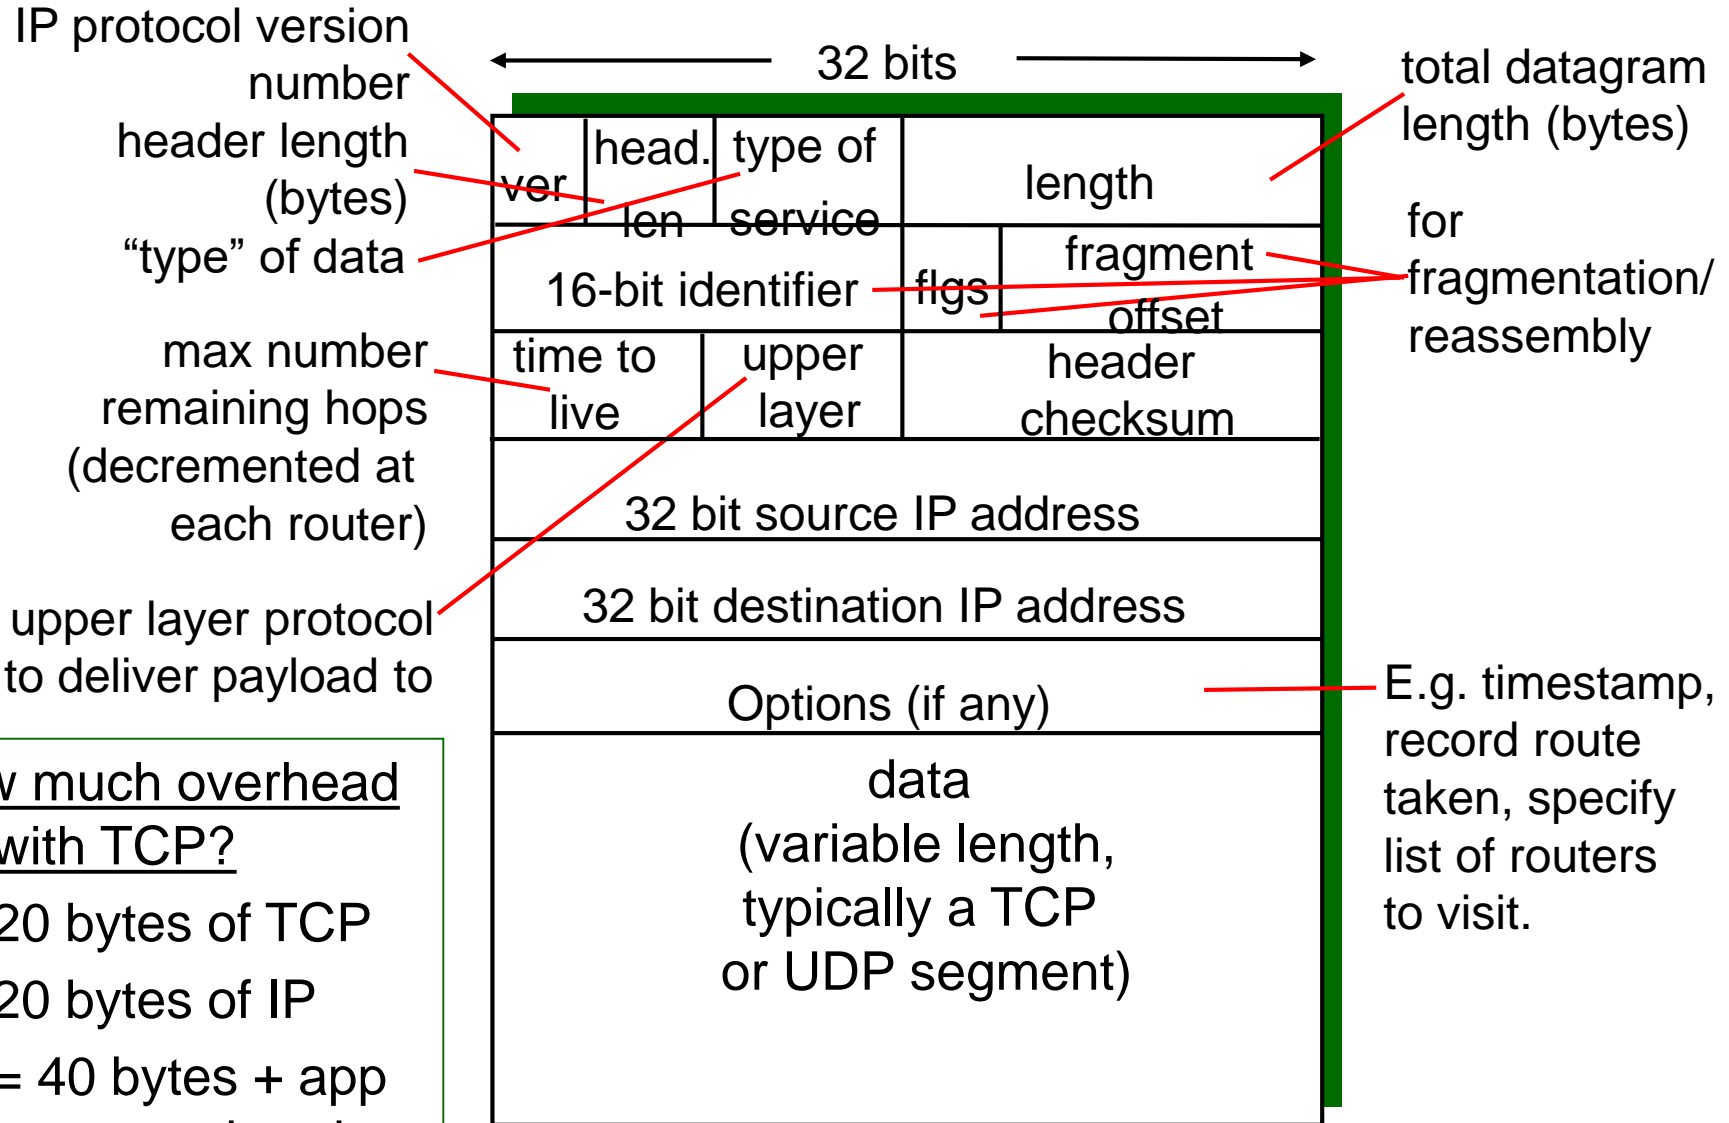 IP protocol version
number
header length
(bytes)
“type” of data
max number
remaining hops
(decremented at
each router)
upper layer protocol
to deliver payload to
much overhead
with TCP?
20 bytes of TCP
20 bytes of IP
= 40 bytes + app
32 bits
ver
head.
len
type of
service
length
16-bit identifier
flgs
fragment
offset
time to
live
upper
layer
header
checksum
32 bit source IP address
32 bit destination IP address
Options (if any)
data
(variable length,
typically a TCP
or UDP segment)
total datagram
length (bytes)
for
fragmentation/
reassembly
E.g. timestamp,
record route
taken, specify
list of routers
to visit.